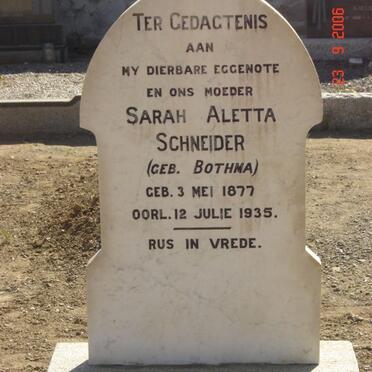 TER GEDAGTENIS
AAN
MY DIERBARE EGGENOTE
EN ONS MOEDER
SARAH ALETTA
SCHNEIDER
(GEB. BOTHMA)
GEB. 3 MEI 1877
OORL. 12 JULIE 1935.
RUS IN VREDE.
23 9 2006